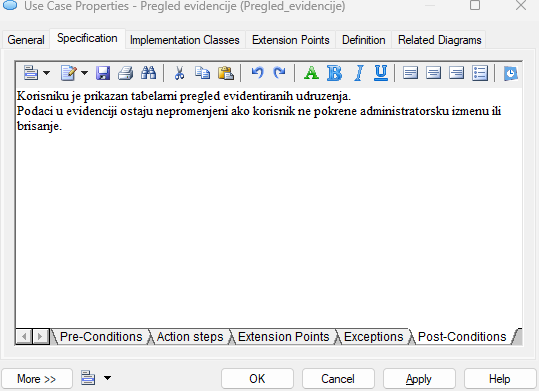 Use Case Properties - Pregled evidencije (Pregled_evidencije)
General Specification Implementation Classes Extension Points Definition Related Diagrams
A B I U
Korisniku je prikazan tabelarni pregled evidentiranih udruzenja.
Podaci u evidenciji ostaju nepromenjeni ako korisnik ne pokrene administratorsku izmenu ili
brisanje.
Pre-Conditions Action steps Extension Points Exceptions Post-Conditions
More >> OK Cancel Apply Help